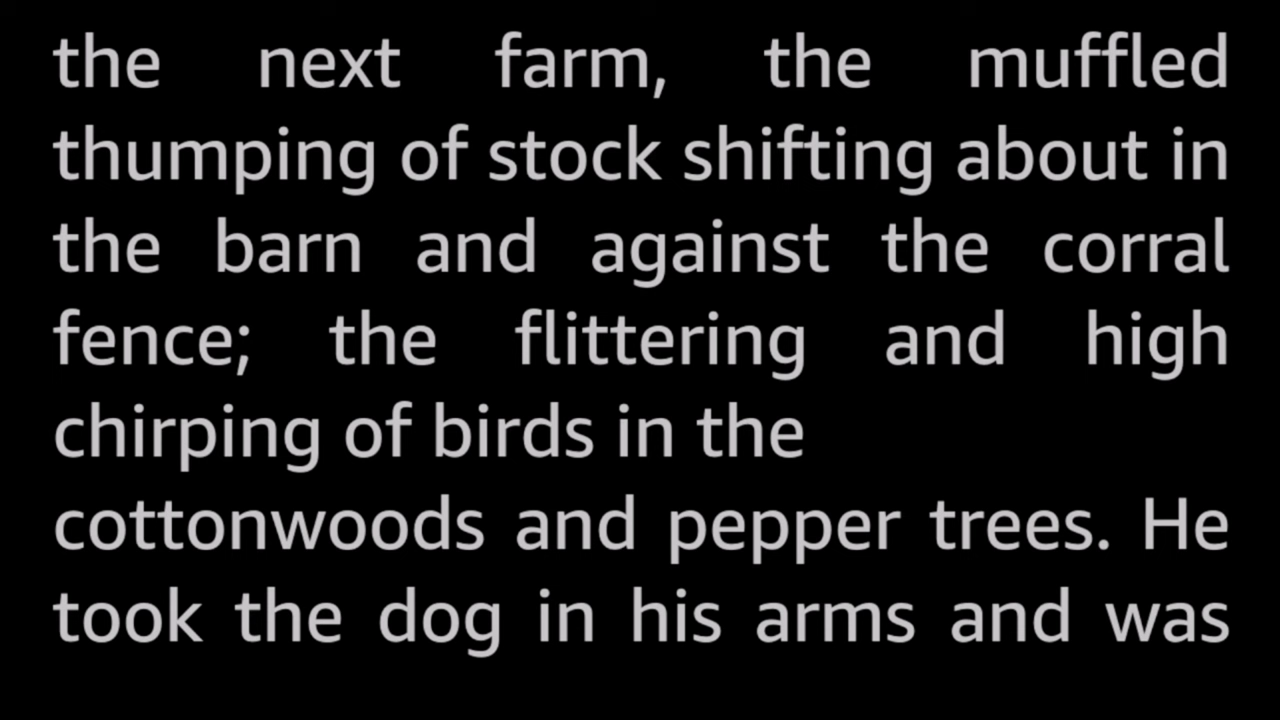 the next farm, the muffled
thumping of stock shifting about in
the barn and against the corral
fence; the flittering and high
chirping of birds in the
cottonwoods and pepper trees. He
took the dog in his arms and was